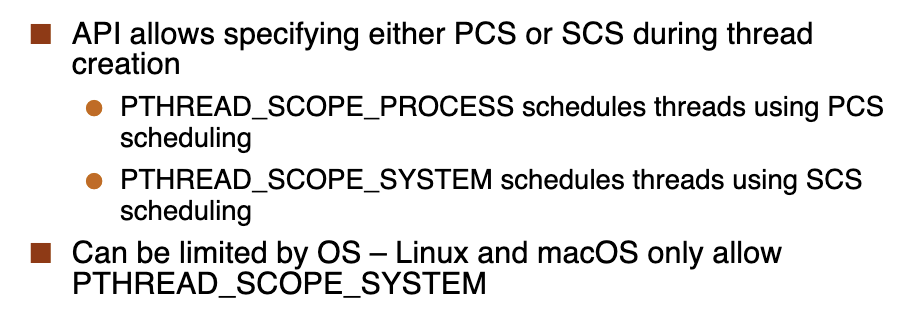 API allows specifying either PCS or SCS during thread
creation
PTHREAD_SCOPE_PROCESS schedules threads using PCS
scheduling
PTHREAD_SCOPE_SYSTEM schedules threads using SCS
scheduling
Can be limited by OS – Linux and macOS only allow
PTHREAD_SCOPE_SYSTEM